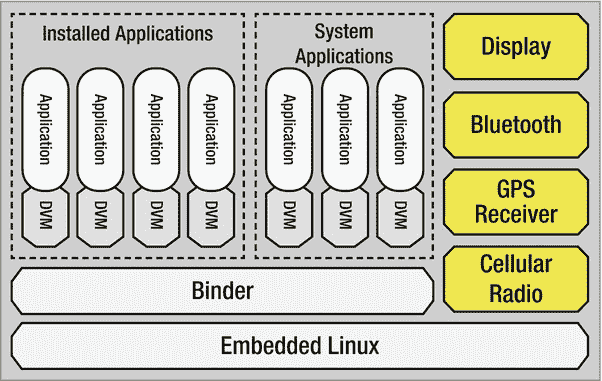 Installed Applications
Application
DVM
Application
DVM
Application
DVM
Application
DVM
System
Applications
Application
DVM
Application
DVM
Application
DVM
Display
Bluetooth
GPS
Receiver
Cellular
Radio
Binder
Embedded Linux